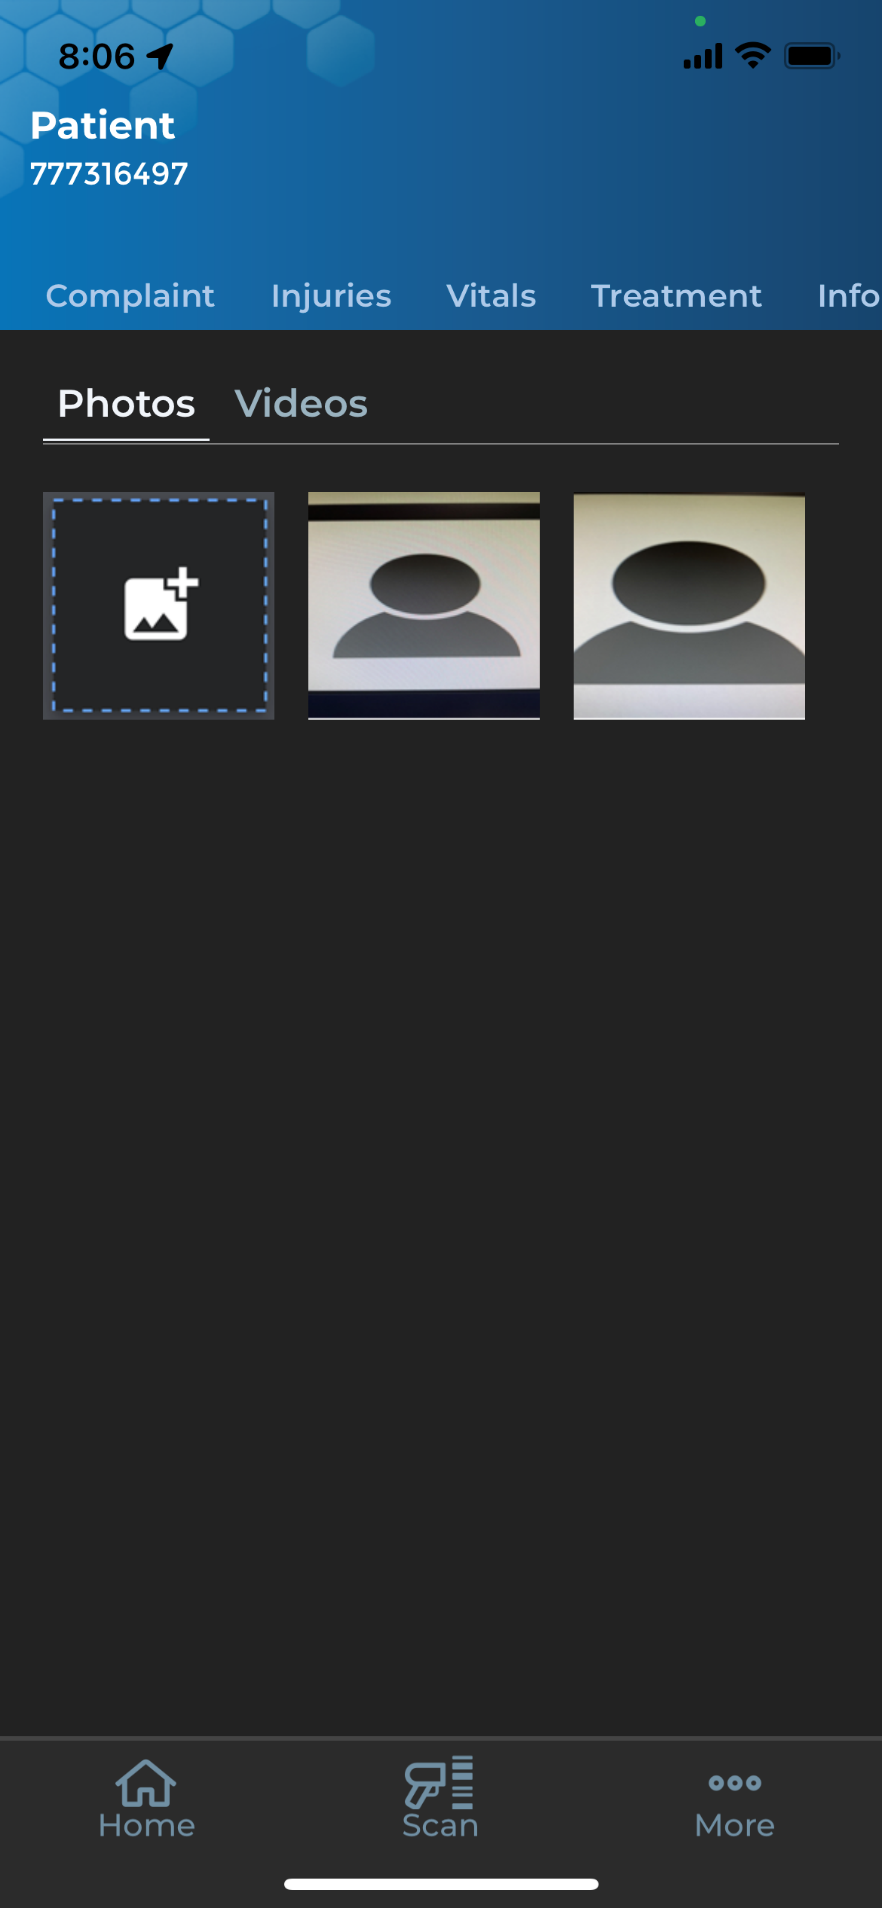 8:06
Patient
777316497
Complaint Injuries Vitals Treatment Info
Photos Videos
Home Scan More